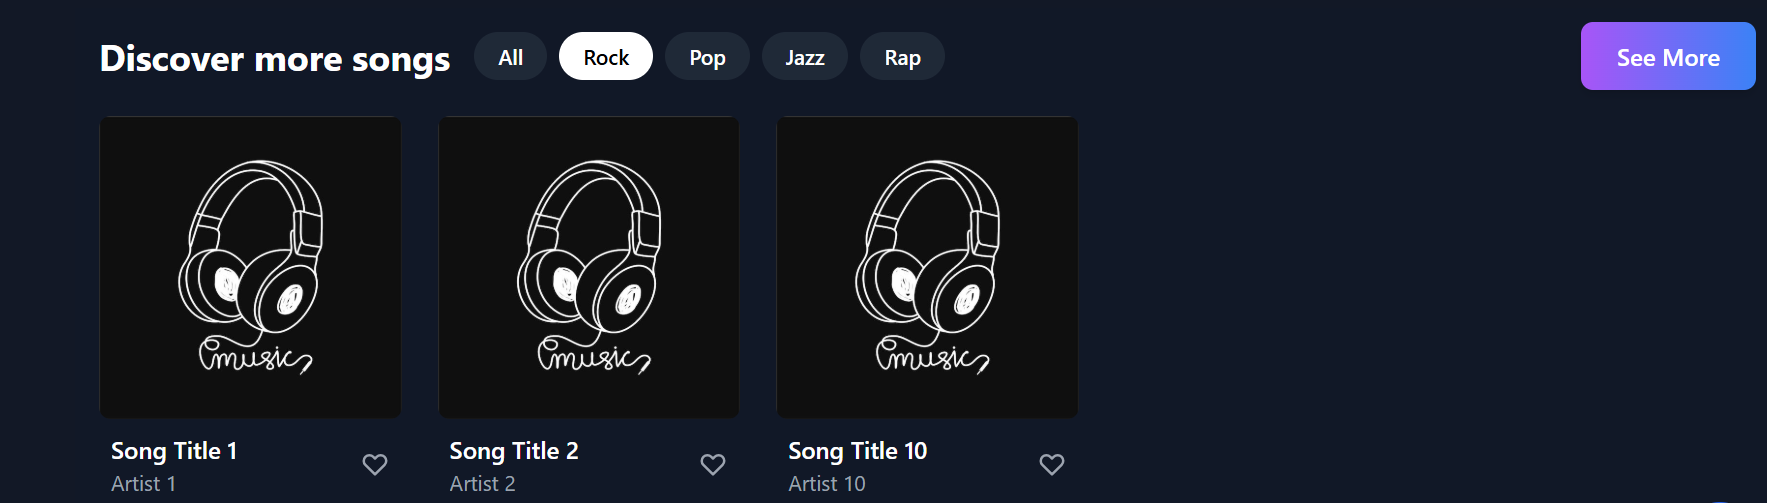 Discover more songs
All
Rock
Pop
Jazz
Rap
See More
music
music
music
Song Title 1
Artist 1
Song Title 2
Artist 2
Song Title 10
Artist 10